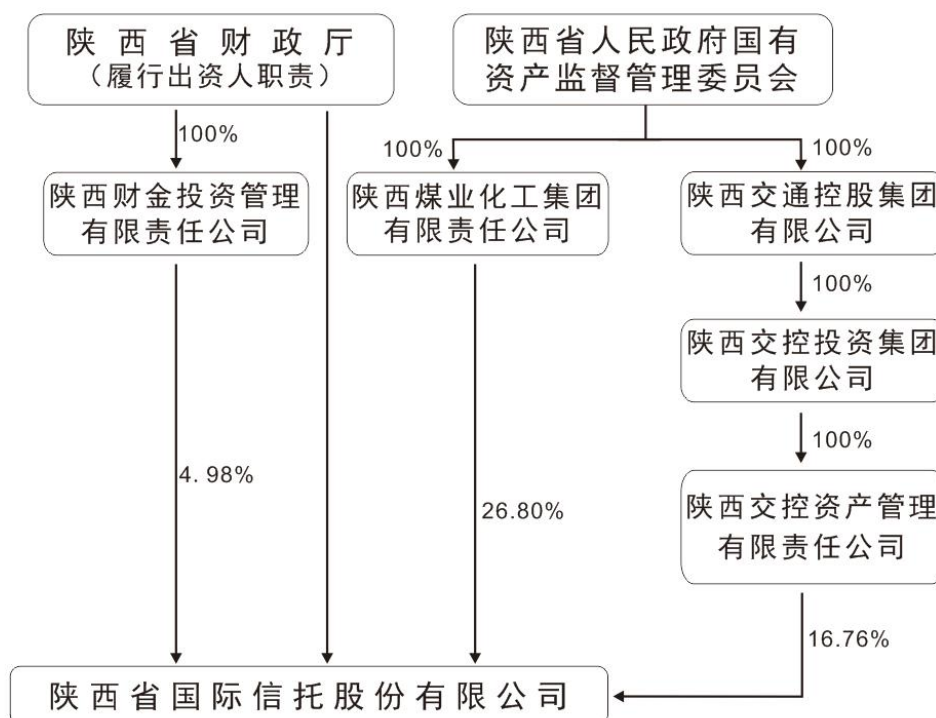 陕西省财政厅
（履行出资人职责）
陕西省人民政府国有
资产监督管理委员会
100%
100%
100%
陕西财金投资管理
有限责任公司
陕西煤业化工集团
有限责任公司
陕西交通控股集团
有限公司
100%
陕西交控投资集团
有限公司
100%
4.98%
26.80%
陕西交控资产管理
有限责任公司
16.76%
陕西省国际信托股份有限公司